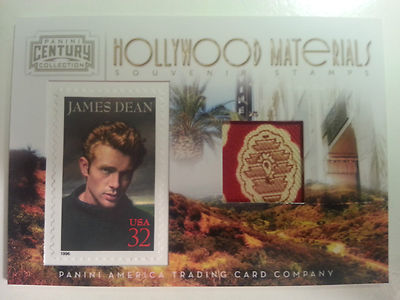 PANINI
CENTURY
COLLECTION
HOLLYWOOD MATERIALS
SOUVENIR STAMPS
JAMES DEAN
USA
32
1996
PANINI AMERICA TRADING CARD COMPANY